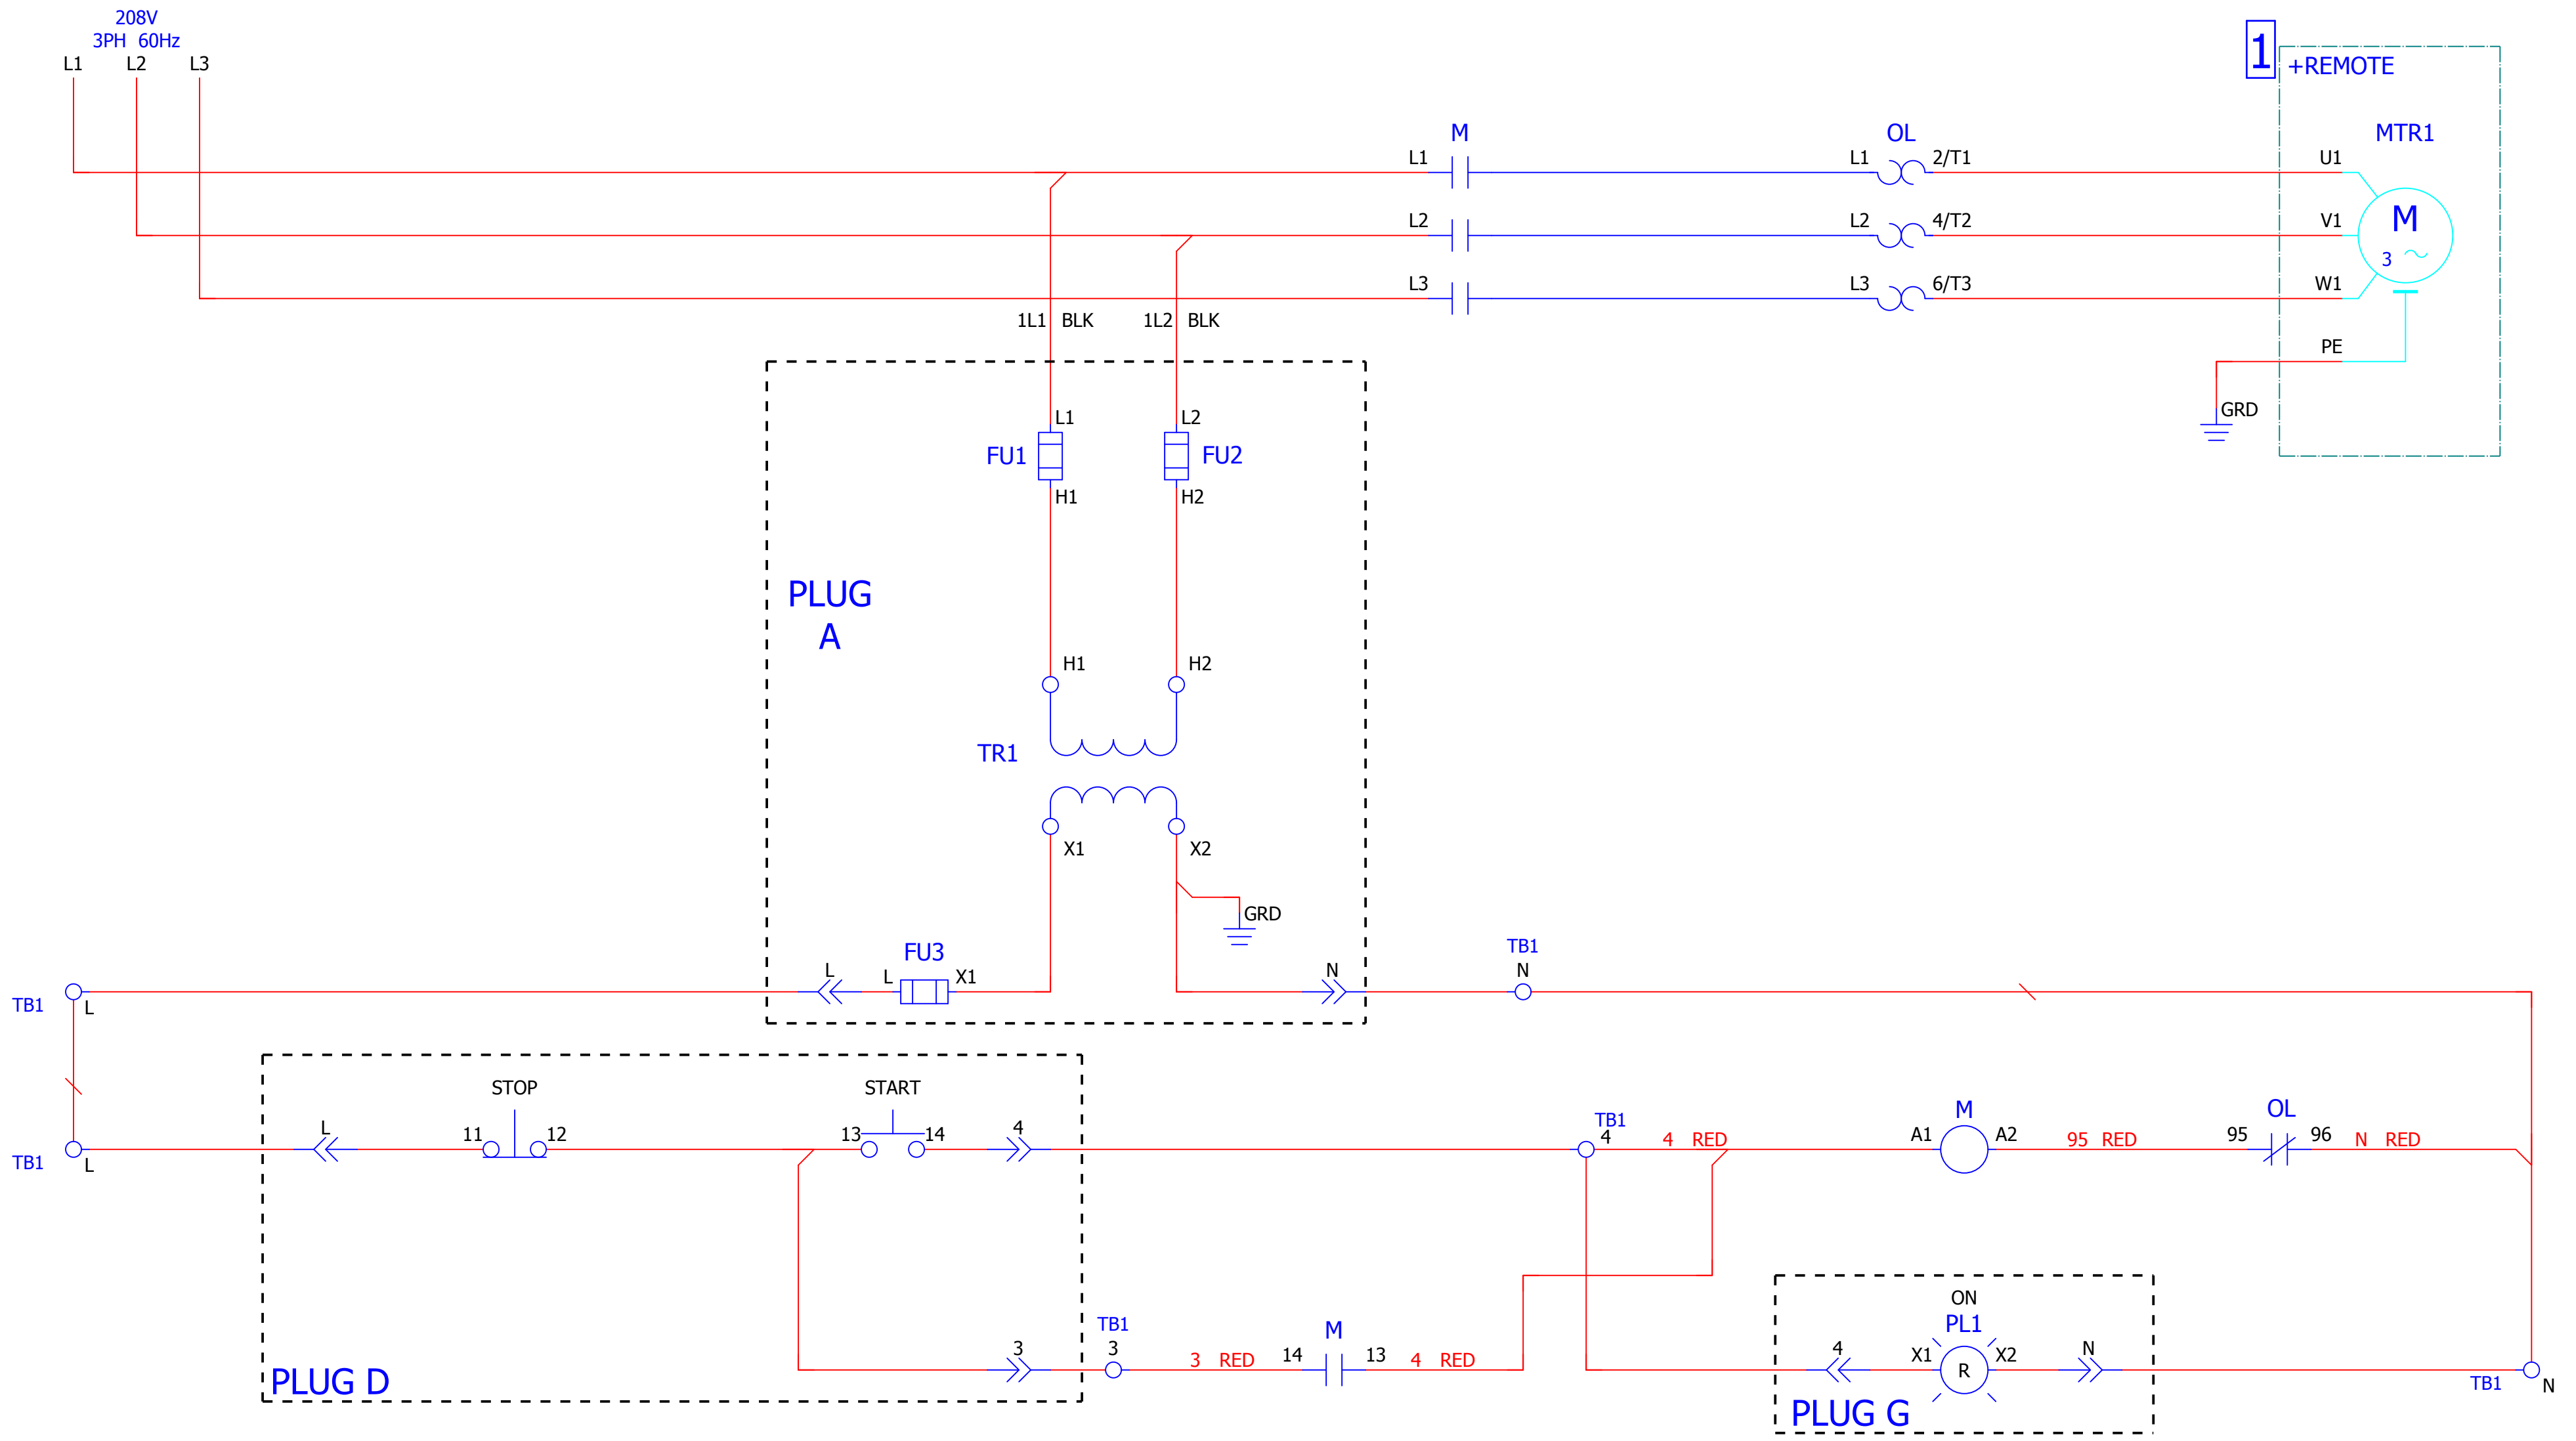 208V
3PH 60Hz
L1 L2 L3
1
+REMOTE
M OL MTR1
L1 L1 2/T1 U1
L2 L2 4/T2 V1
M
3
L3 L3 6/T3 W1
1L1 BLK 1L2 BLK
PE
GRD
L1 L2
FU1 FU2
H1 H2
PLUG
A
H1 H2
TR1
X1 X2
GRD
FU3
TB1
L L X1 N N
TB1 L
STOP START
M OL
L 11 12 13 14 4
TB1
4
4 RED A1 A2 95 RED 95 96 N RED
TB1 L
ON
PL1
TB1
M
3 3 3 RED 14 13 4 RED
4 X1 R X2 N
PLUG D
TB1 N
PLUG G